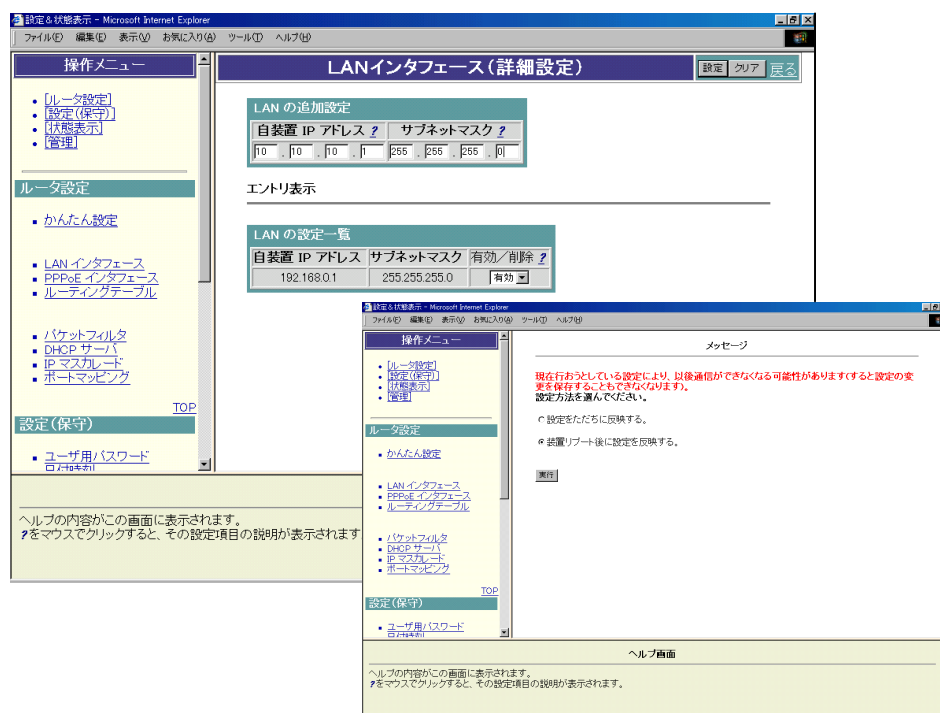 設定＆状態表示 - Microsoft Internet Explorer
ファイル(F) 編集(E) 表示(V) お気に入り(A) ツール(T) ヘルプ(H)
操作メニュー
[ルータ設定]
[設定(保守)]
[状態表示]
[管理]
ルータ設定
かんたん設定
LAN インタフェース
PPPoE インタフェース
ルーティングテーブル
パケットフィルタ
DHCP サーバ
IP マスカレード
ポートマッピング
TOP
設定(保守)
ユーザ用パスワード
日付時刻
LANインタフェース(詳細設定) 設定 クリア 戻る
LAN の追加設定
自装置 IP アドレス ? サブネットマスク ?
10 . 10 . 10 . 1 255 . 255 . 255 . 0
エントリ表示
LAN の設定一覧
自装置 IP アドレス サブネットマスク 有効／削除 ?
192.168.0.1 255.255.255.0 有効
ヘルプの内容がこの画面に表示されます。
?をマウスでクリックすると、その設定項目の説明が表示されます
設定＆状態表示 - Microsoft Internet Explorer
ファイル(F) 編集(E) 表示(V) お気に入り(A) ツール(T) ヘルプ(H)
操作メニュー
[ルータ設定]
[設定(保守)]
[状態表示]
[管理]
ルータ設定
かんたん設定
LAN インタフェース
PPPoE インタフェース
ルーティングテーブル
パケットフィルタ
DHCP サーバ
IP マスカレード
ポートマッピング
TOP
設定(保守)
ユーザ用パスワード
日付時刻
メッセージ
現在行おうとしている設定により、以後通信ができなくなる可能性があります(すると設定の変
更を保存することもできなくなります)。
設定方法を選んでください。
設定をただちに反映する。
装置リブート後に設定を反映する。
実行
ヘルプ画面
ヘルプの内容がこの画面に表示されます。
?をマウスでクリックすると、その設定項目の説明が表示されます。